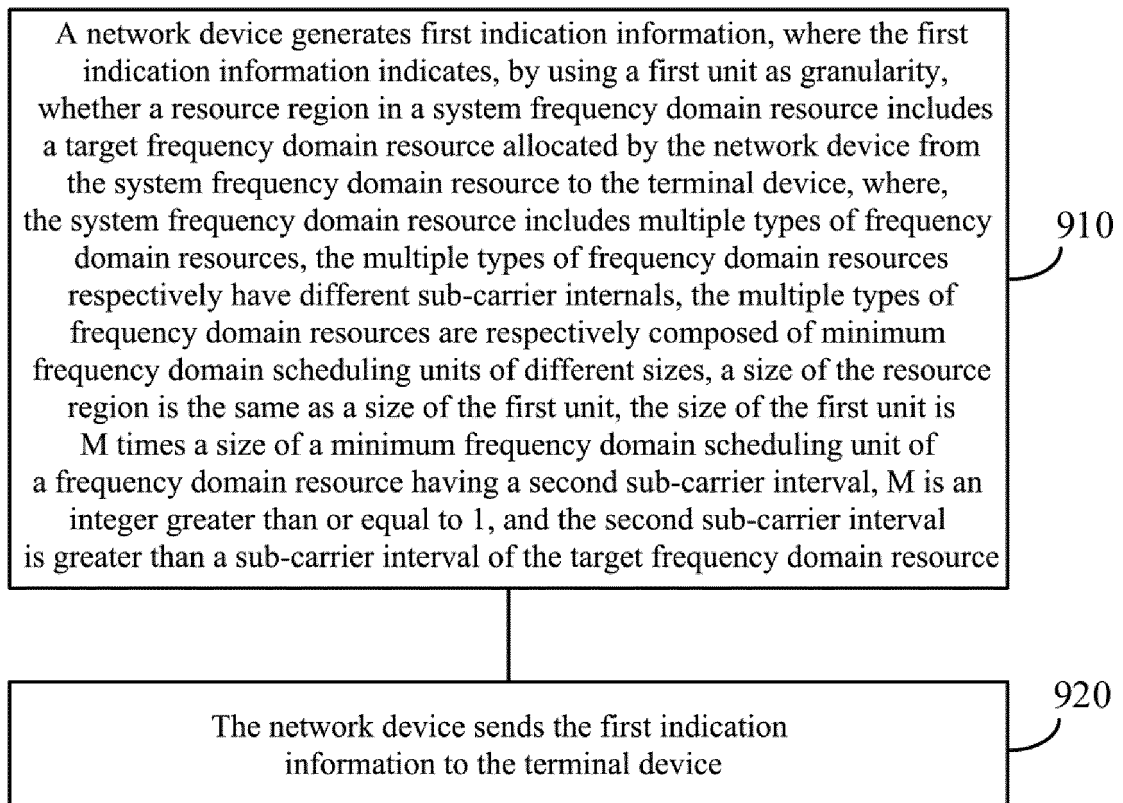 A network device generates first indication information, where the first
indication information indicates, by using a first unit as granularity,
whether a resource region in a system frequency domain resource includes
a target frequency domain resource allocated by the network device from
the system frequency domain resource to the terminal device, where,
the system frequency domain resource includes multiple types of frequency
domain resources, the multiple types of frequency domain resources
respectively have different sub-carrier internals, the multiple types of
frequency domain resources are respectively composed of minimum
frequency domain scheduling units of different sizes, a size of the resource
region is the same as a size of the first unit, the size of the first unit is
M times a size of a minimum frequency domain scheduling unit of
a frequency domain resource having a second sub-carrier interval, M is an
integer greater than or equal to 1, and the second sub-carrier interval
is greater than a sub-carrier interval of the target frequency domain resource
910
The network device sends the first indication
information to the terminal device
920